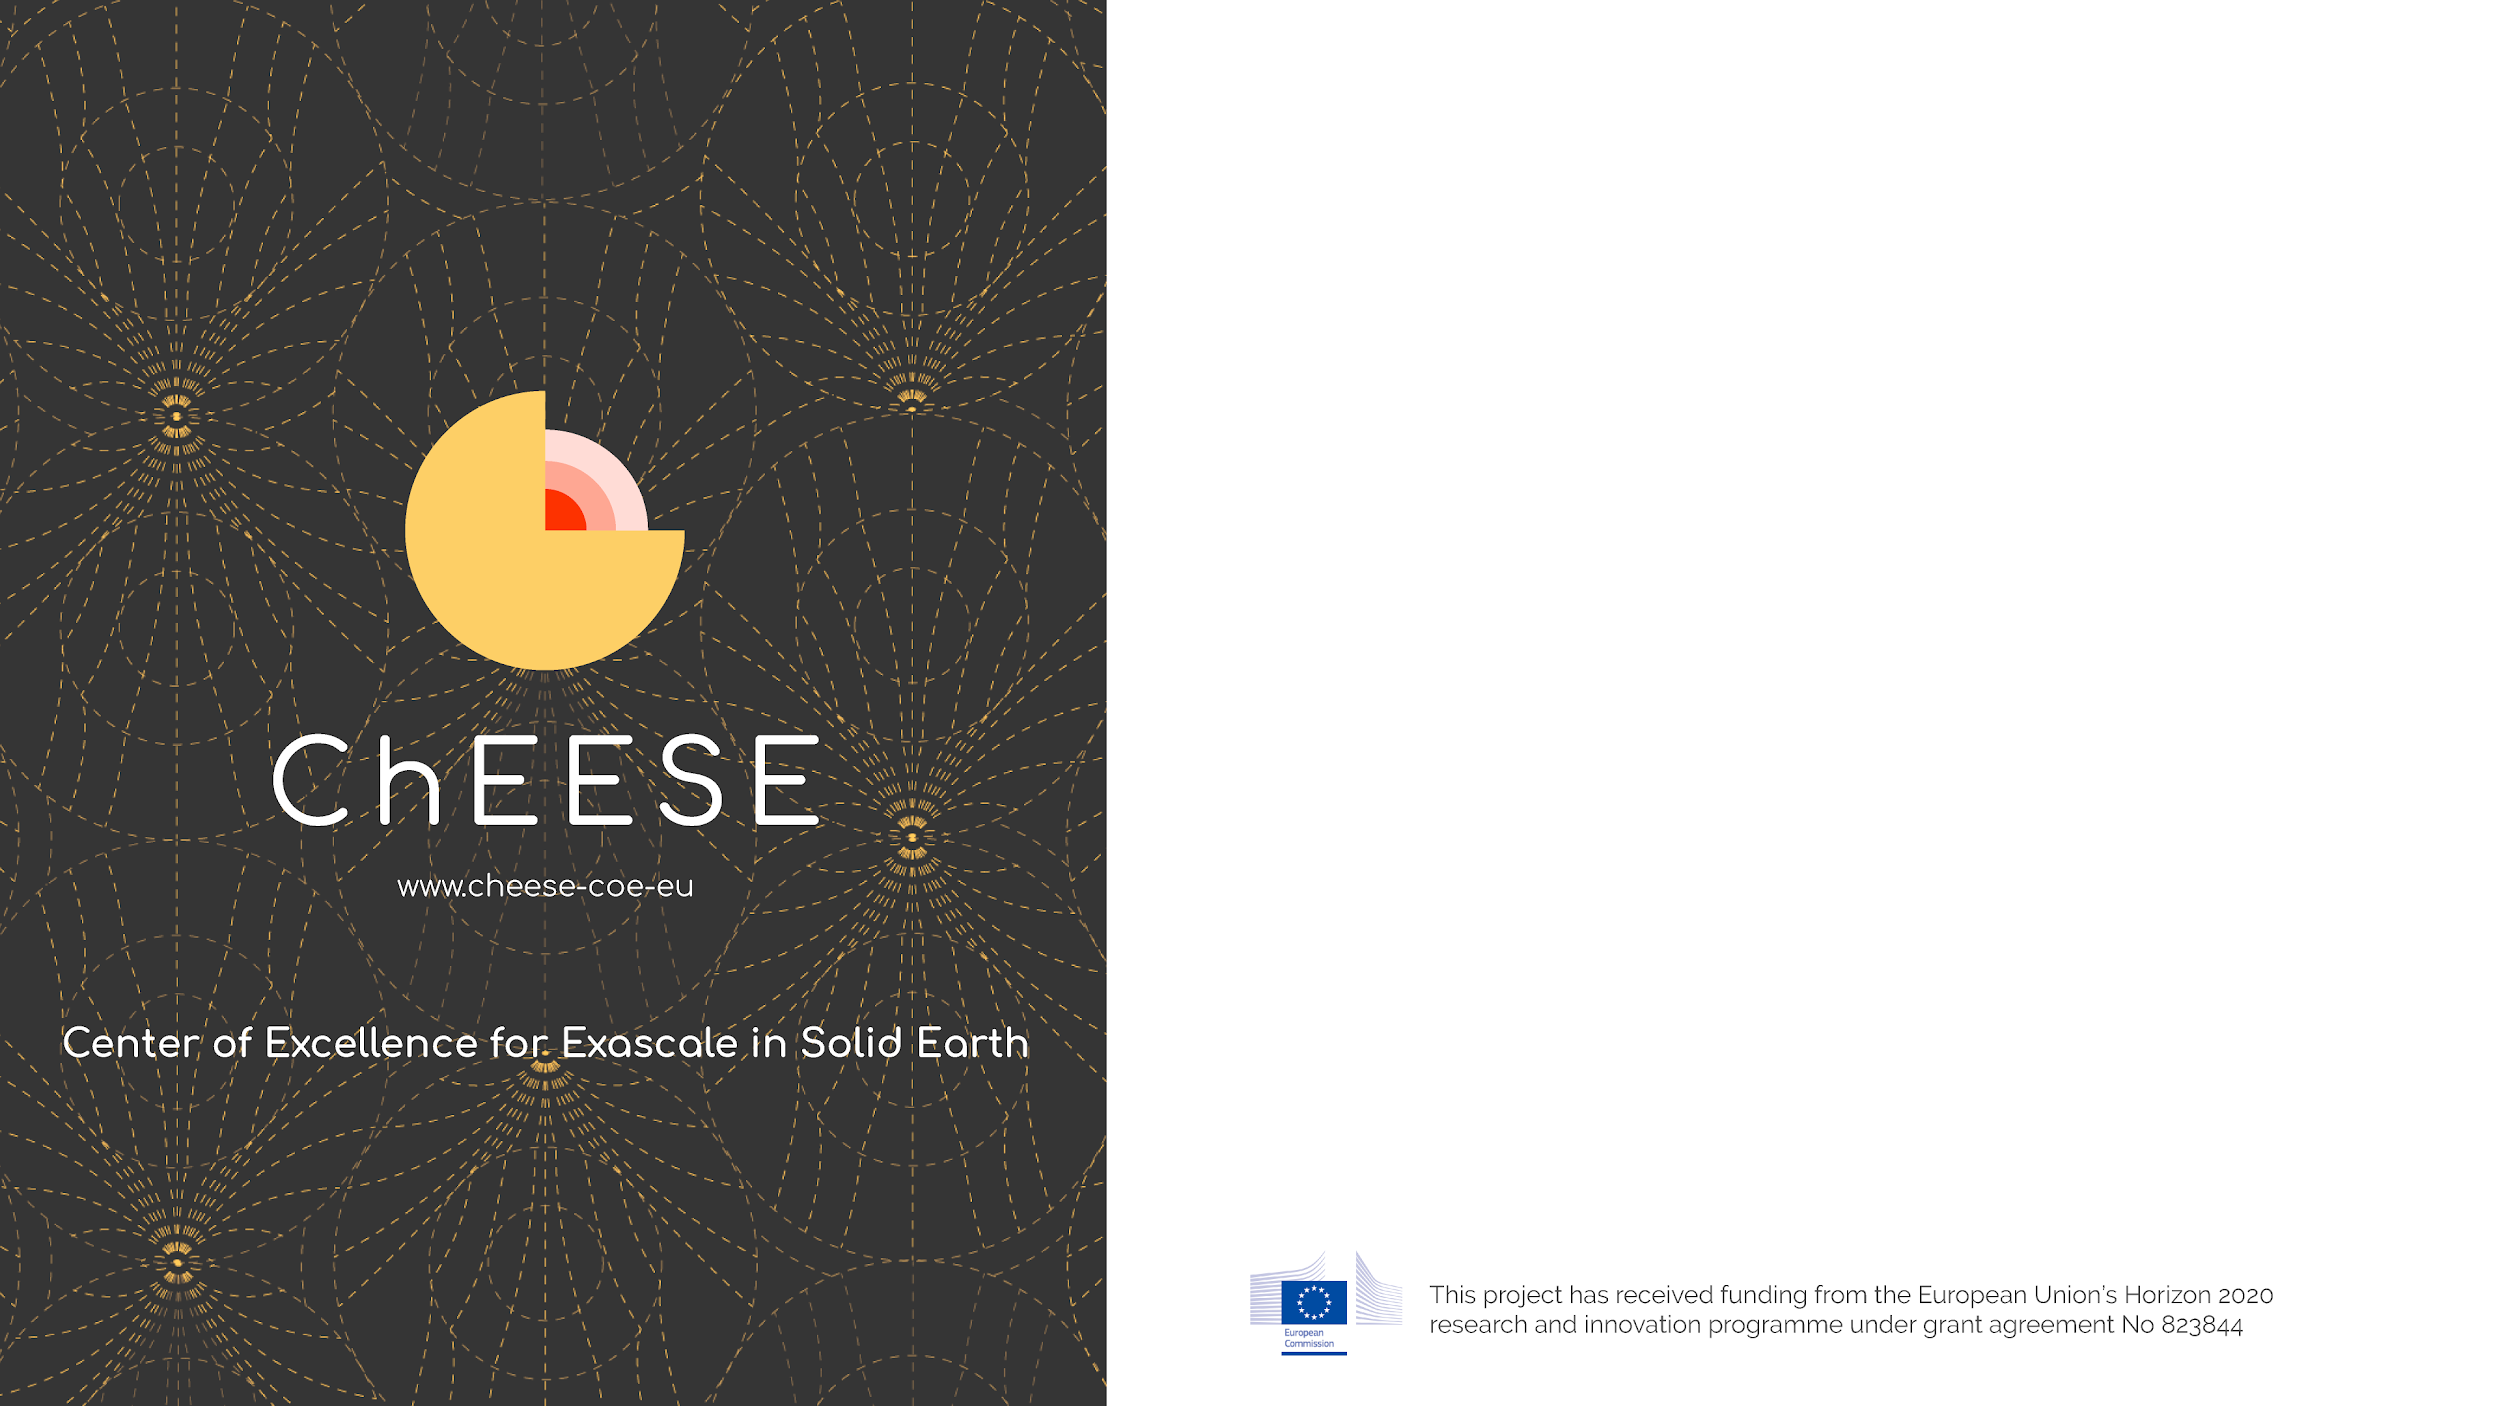 ChEESE
www.cheese-coe-eu
Center of Excellence for Exascale in Solid Earth
European
Commission
This project has received funding from the European Union's Horizon 2020
research and innovation programme under grant agreement No 823844